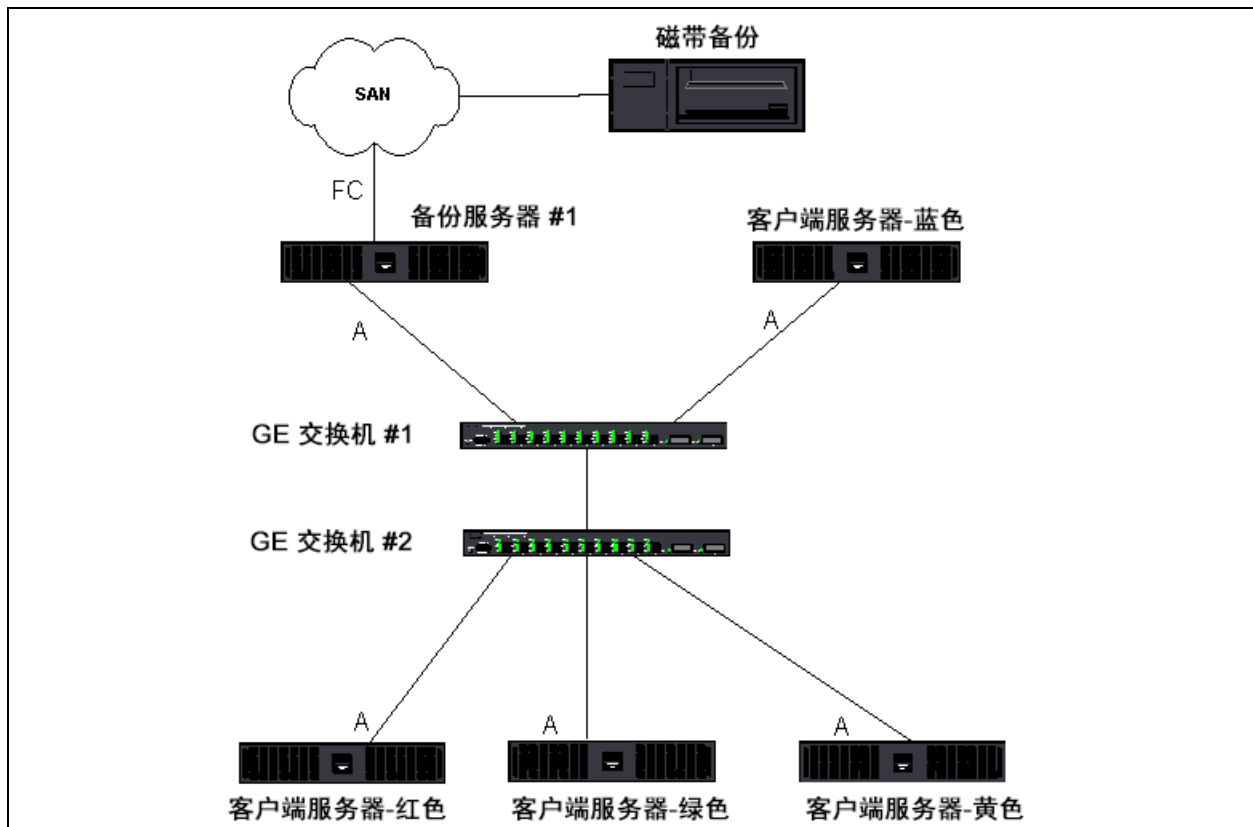 磁带备份
SAN
FC
备份服务器 #1
客户端服务器-蓝色
A
A
GE 交换机 #1
GE 交换机 #2
A
A
A
客户端服务器-红色
客户端服务器-绿色
客户端服务器-黄色